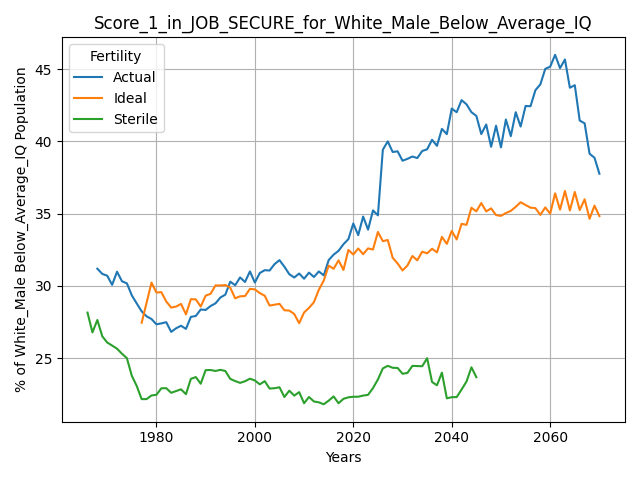 Score_1_in_JOB_SECURE_for_White_Male_Below_Average_IQ
Fertility
Actual
Ideal
Sterile
% of White_Male Below_Average_IQ Population
45
40
35
30
25
1980
2000
2020
2040
2060
Years